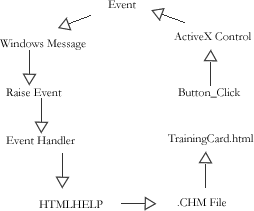 Event
Windows Message
ActiveX Control
Raise Event
Button_Click
Event Handler
TrainingCard.html
HTMLHELP
.CHM File